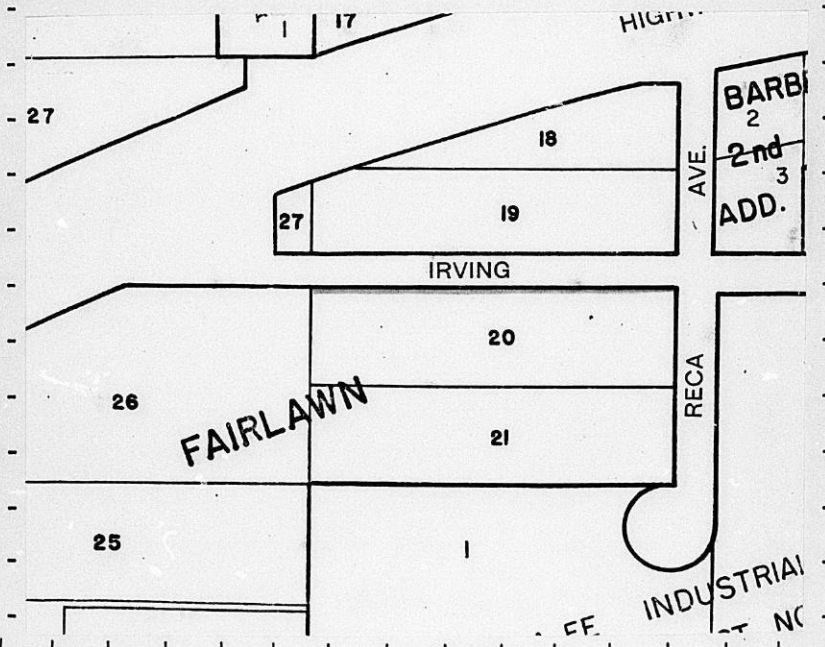 1
17
27
BARB
2
18
2nd
AVE.
3
19
ADD.
27
IRVING
20
RECA
26
FAIRLAWN
21
25
1
INDUSTRIAL